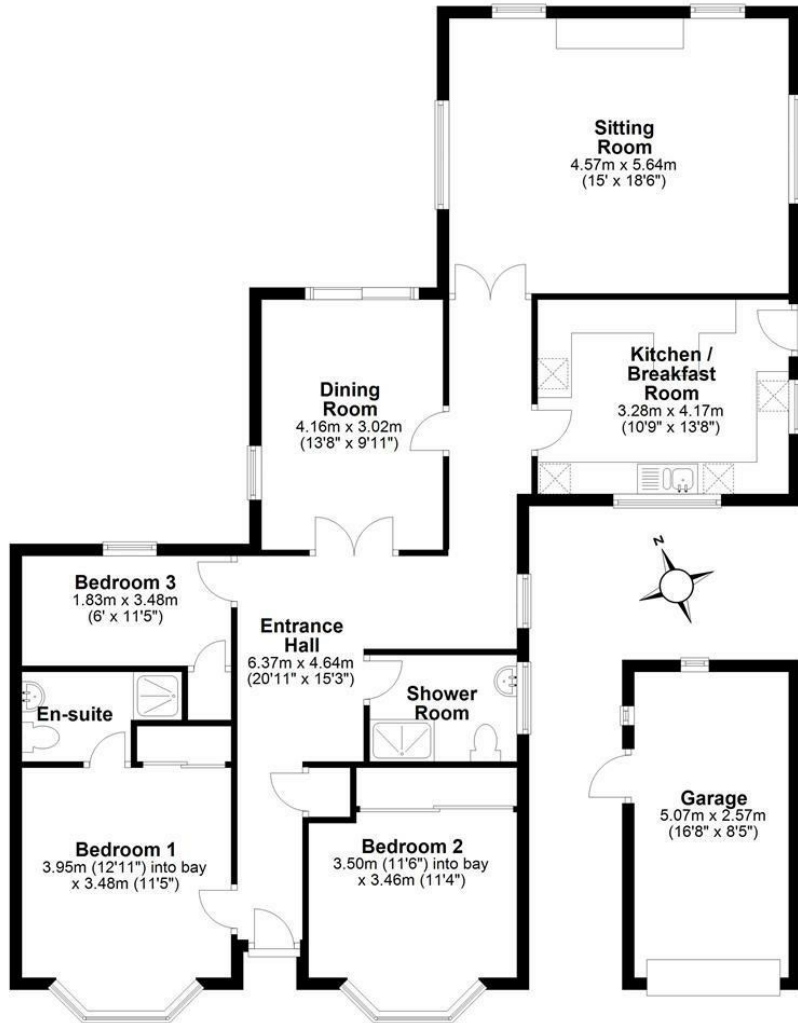 Sitting
Room
4.57m x 5.64m
(15' x 18'6")
Kitchen /
Breakfast
Room
3.28m x 4.17m
(10'9" x 13'8")
Dining
Room
4.16m x 3.02m
(13'8" x 9'11")
N
Bedroom 3
1.83m x 3.48m
(6' x 11'5")
Entrance
Hall
6.37m x 4.64m
(20'11" x 15'3")
Shower
Room
En-suite
Garage
5.07m x 2.57m
(16'8" x 8'5")
Bedroom 1
3.95m (12'11") into bay
x 3.48m (11'5")
Bedroom 2
3.50m (11'6") into bay
x 3.46m (11'4")